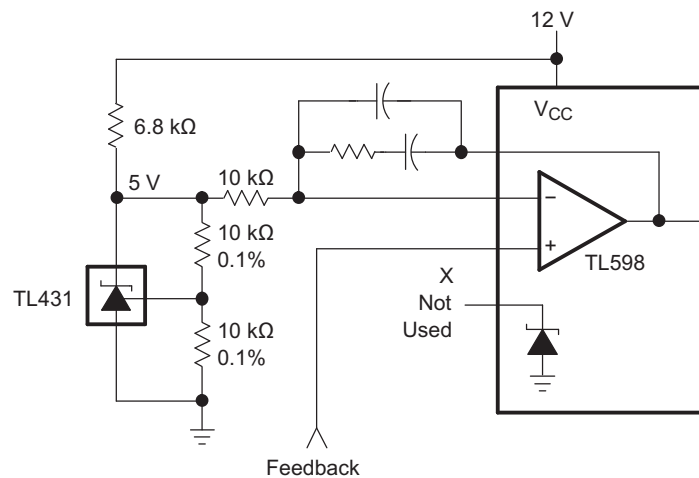 12 V
V_CC
6.8 kΩ
5 V
10 kΩ
10 kΩ
0.1%
TL431
10 kΩ
0.1%
−
+
TL598
X
Not
Used
Feedback